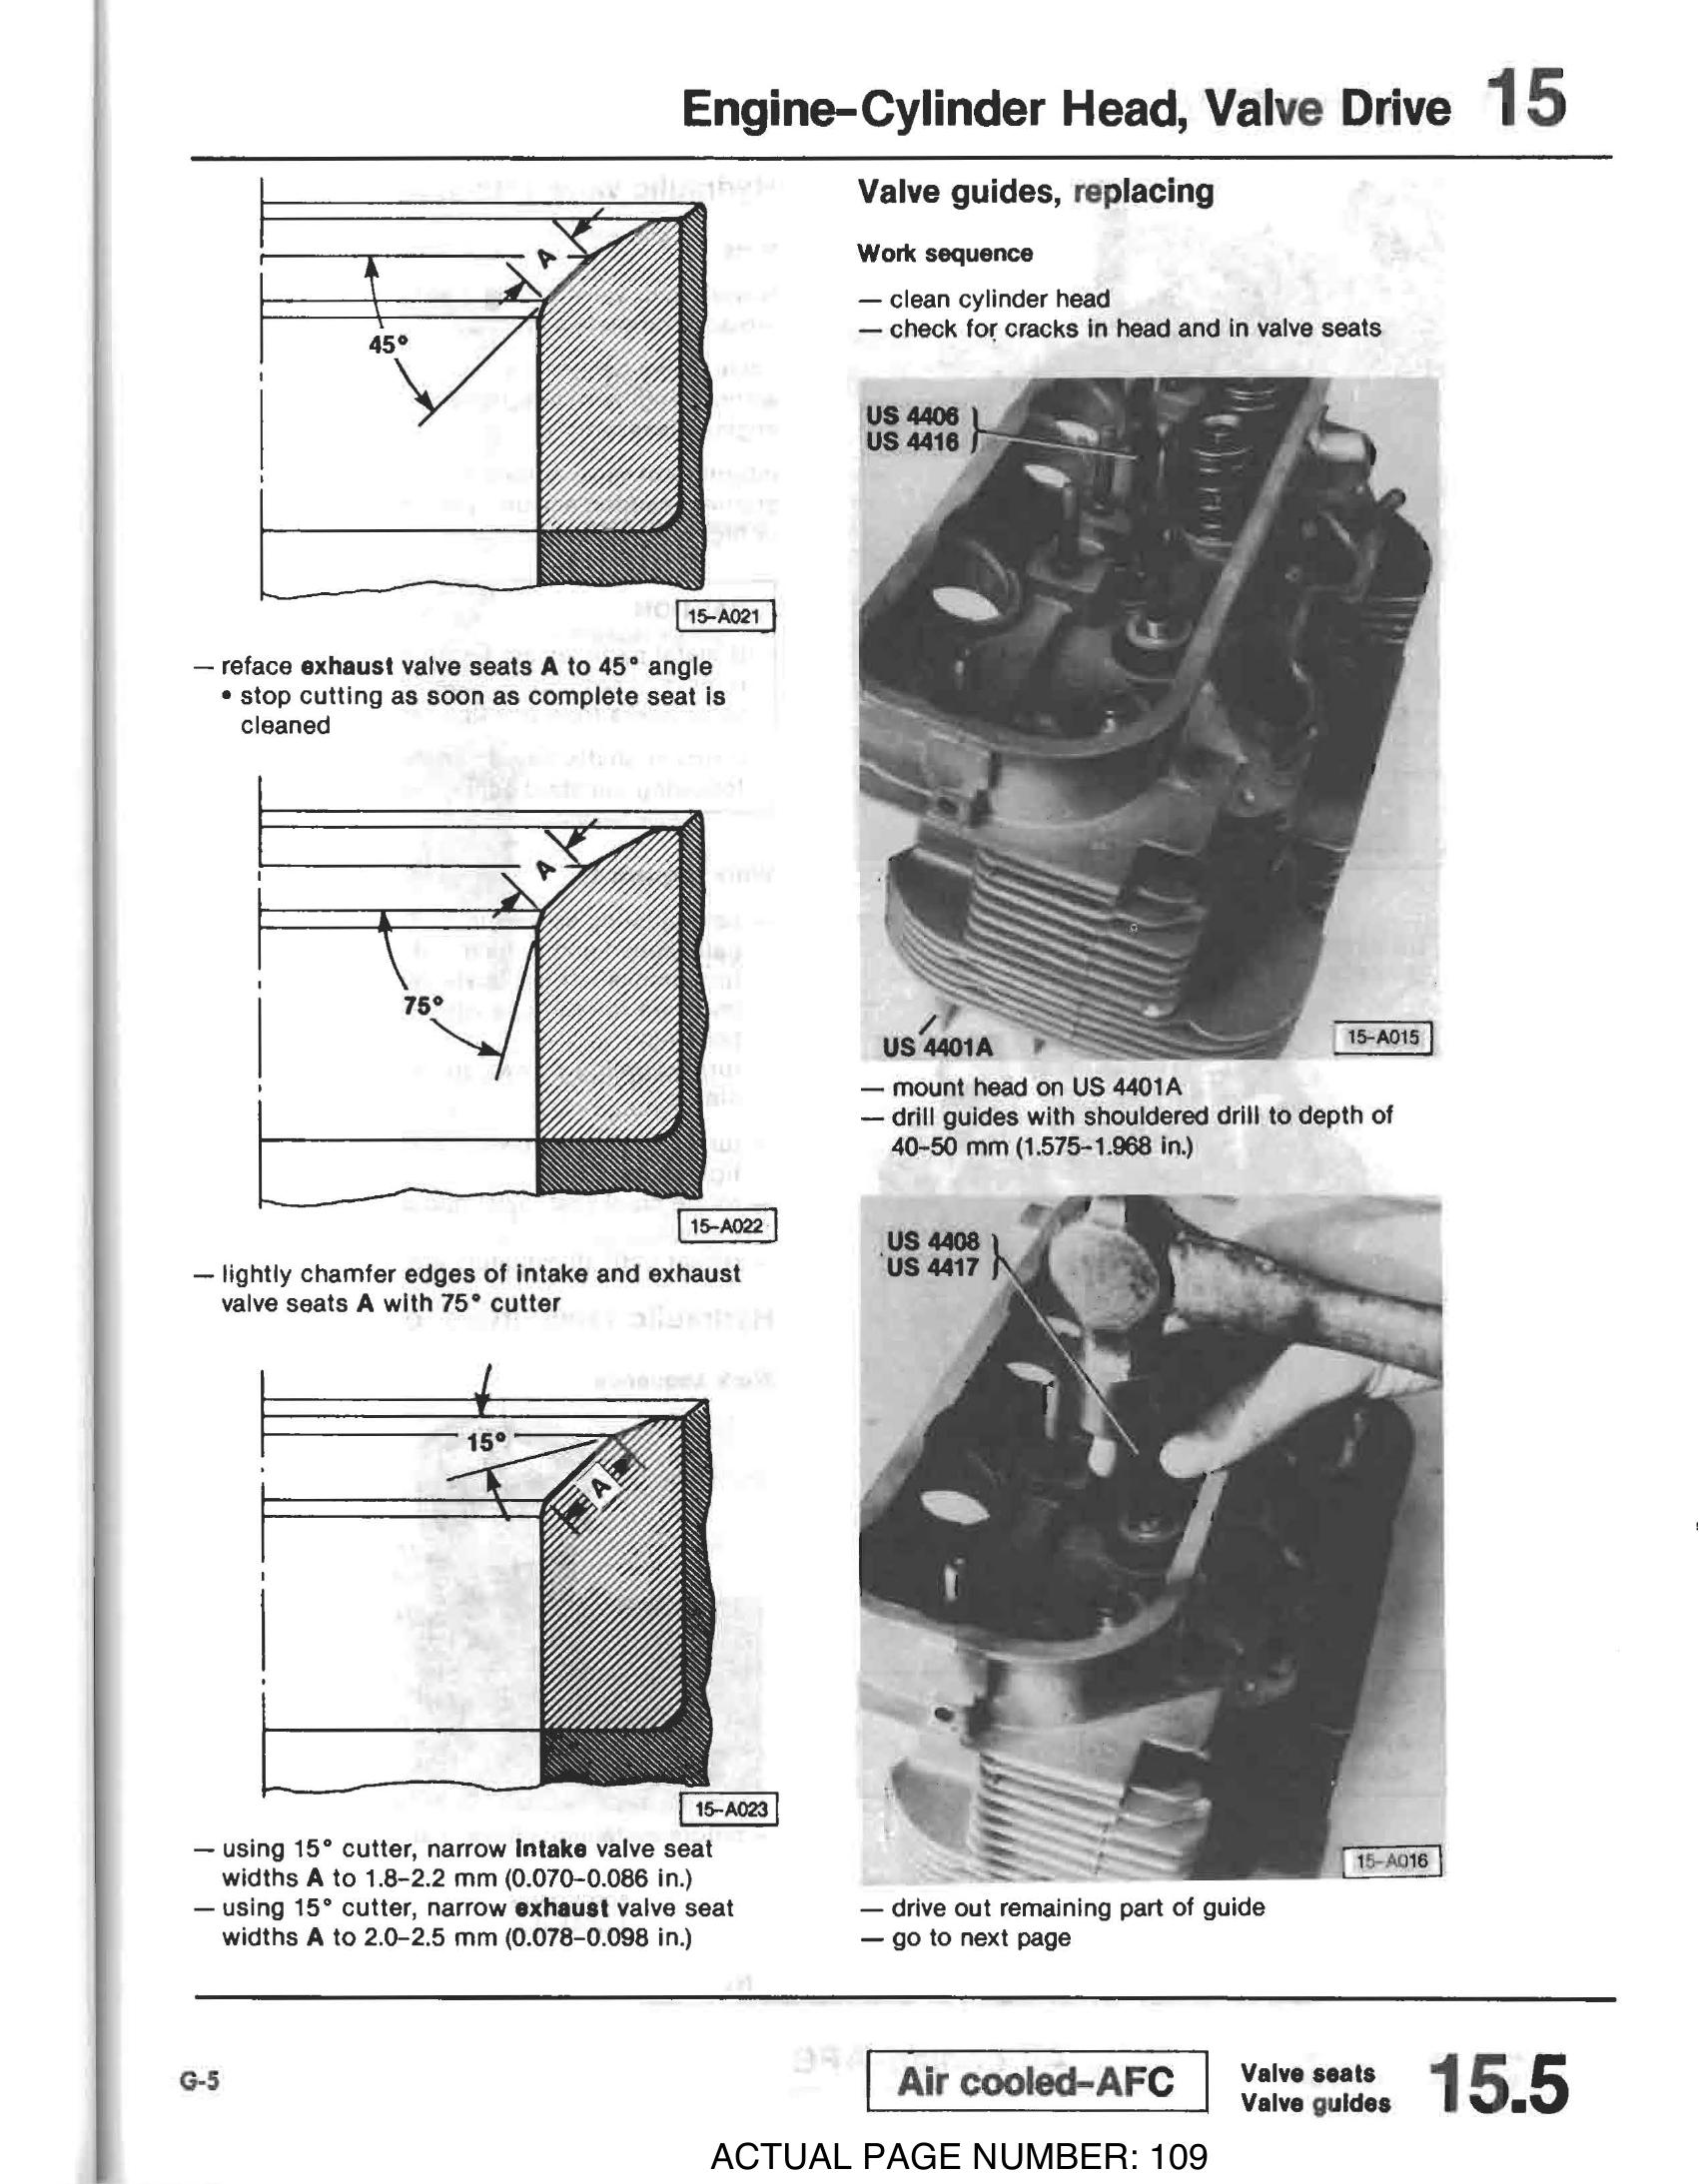 Engine–Cylinder Head, Valve Drive 15
A
45°
15–A021
— reface exhaust valve seats A to 45° angle
• stop cutting as soon as complete seat is
cleaned
A
75°
15–A022
— lightly chamfer edges of intake and exhaust
valve seats A with 75° cutter
15°
A
15–A023
— using 15° cutter, narrow intake valve seat
widths A to 1.8–2.2 mm (0.070–0.086 in.)
— using 15° cutter, narrow exhaust valve seat
widths A to 2.0–2.5 mm (0.078–0.098 in.)
Valve guides, replacing
Work sequence
— clean cylinder head
— check for cracks in head and in valve seats
US 4406
US 4416
US 4401A
15–A015
— mount head on US 4401A
— drill guides with shouldered drill to depth of
40–50 mm (1.575–1.968 in.)
US 4408
US 4417
15–A016
— drive out remaining part of guide
— go to next page
G-5
Air cooled–AFC
Valve seats
Valve guides
15.5
ACTUAL PAGE NUMBER: 109